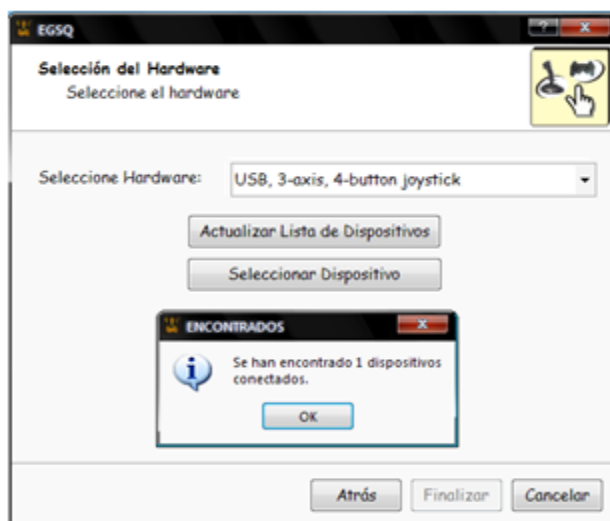 EGSQ
Selección del Hardware
Seleccione el hardware
Seleccione Hardware:
USB, 3-axis, 4-button joystick
Actualizar Lista de Dispositivos
Seleccionar Dispositivo
ENCONTRADOS
Se han encontrado 1 dispositivos
conectados.
OK
Atrás
Finalizar
Cancelar